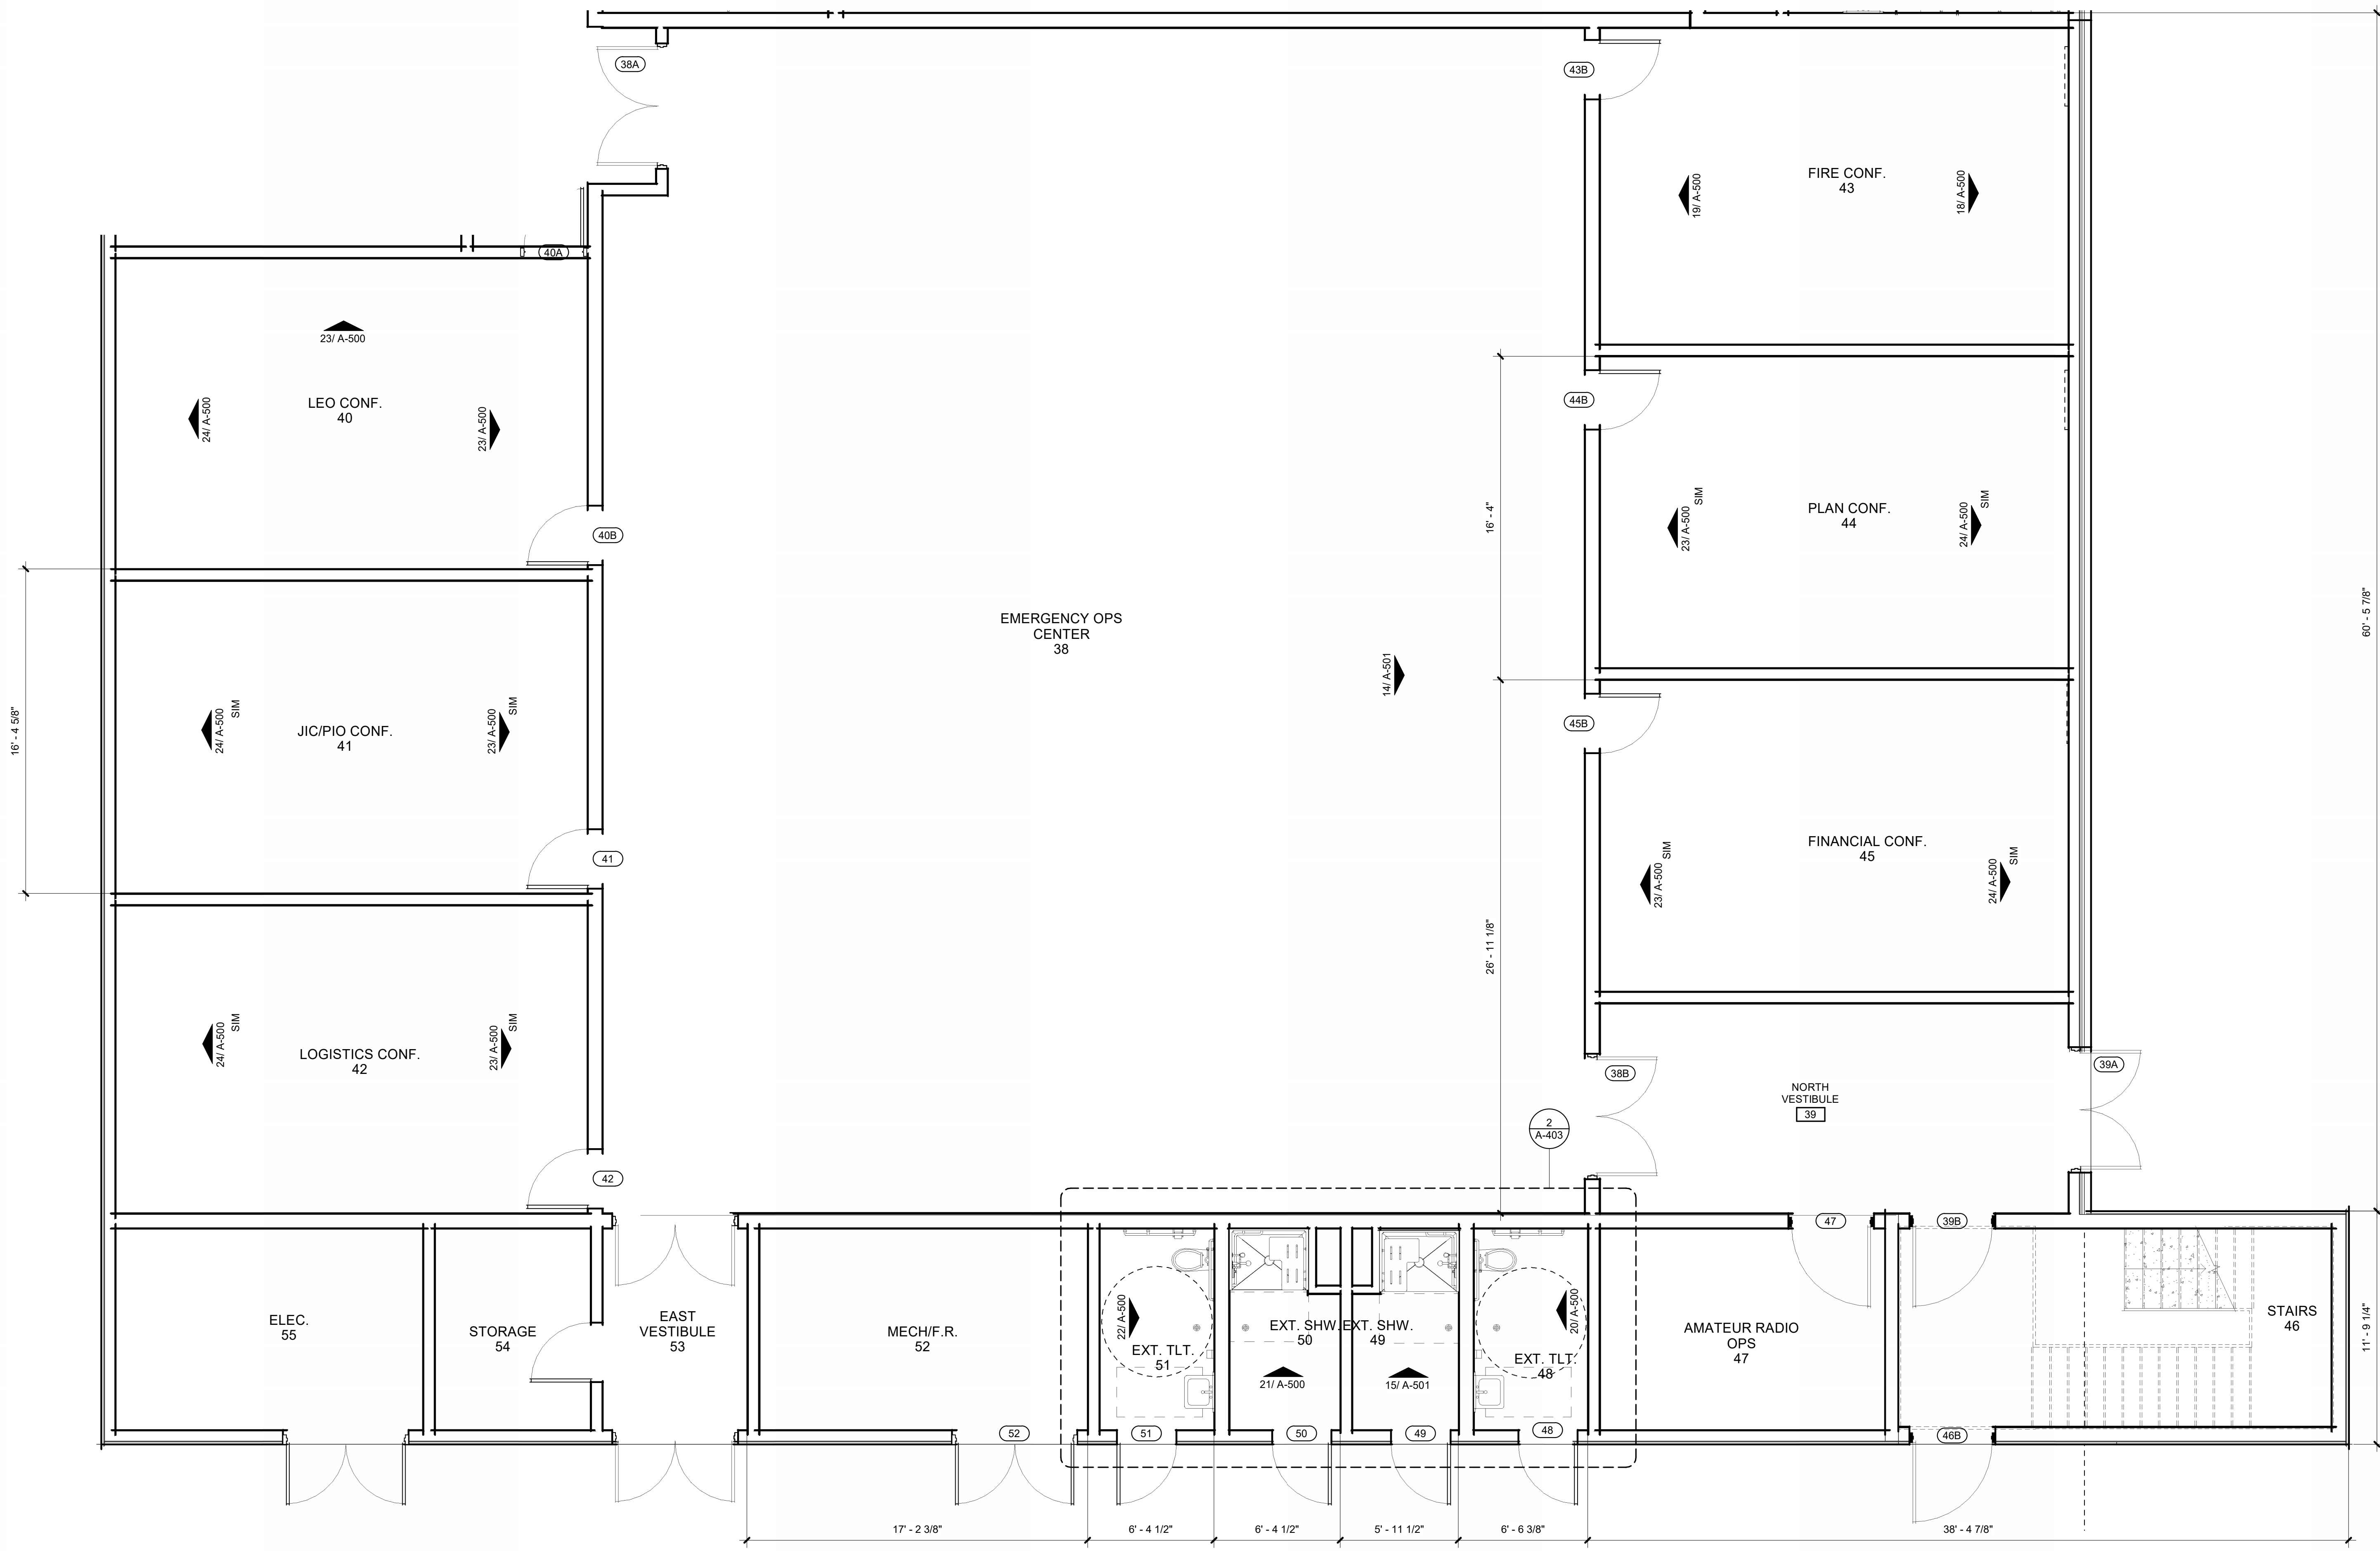 38A
43B
FIRE CONF.
43
19/ A-500
18/ A-500
40A
23/ A-500
LEO CONF.
40
24/ A-500
23/ A-500
44B
16' - 4"
PLAN CONF.
44
SIM
23/ A-500
SIM
24/ A-500
40B
EMERGENCY OPS
CENTER
38
14/ A-501
60' - 5 7/8"
16' - 4 5/8"
JIC/PIO CONF.
41
SIM
24/ A-500
SIM
23/ A-500
45B
FINANCIAL CONF.
45
SIM
23/ A-500
SIM
24/ A-500
41
26' - 11 1/8"
LOGISTICS CONF.
42
SIM
24/ A-500
SIM
23/ A-500
38B
39A
NORTH
VESTIBULE
39
2
A-403
42
47
39B
ELEC.
55
STORAGE
54
EAST
VESTIBULE
53
MECH/F.R.
52
22/ A-500
EXT. TLT.
51
EXT. SHW.
50
21/ A-500
EXT. SHW.
49
15/ A-501
20/ A-500
EXT. TLT.
48
AMATEUR RADIO
OPS
47
STAIRS
46
11' - 9 1/4"
52
51
50
49
48
46B
17' - 2 3/8"
6' - 4 1/2"
6' - 4 1/2"
5' - 11 1/2"
6' - 6 3/8"
38' - 4 7/8"